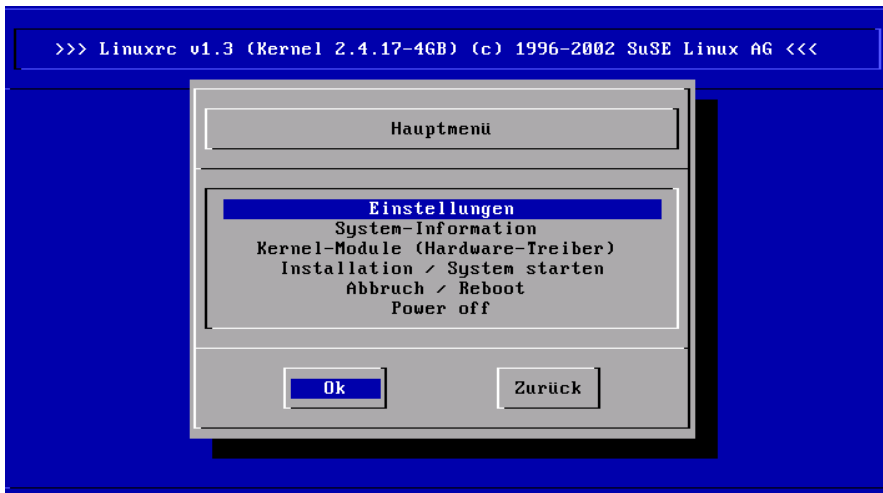 >>> Linuxrc v1.3 (Kernel 2.4.17-4GB) (c) 1996-2002 SuSE Linux AG <<<
Hauptmenü
Einstellungen
System-Information
Kernel-Module (Hardware-Treiber)
Installation / System starten
Abbruch / Reboot
Power off
Ok
Zurück